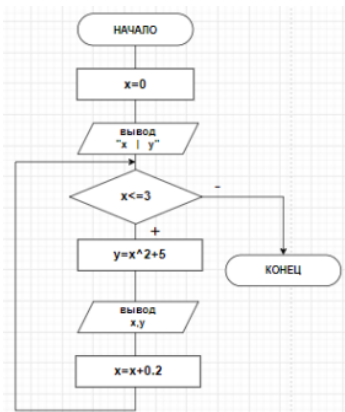 НАЧАЛО
x=0
вывод
"x | y"
x<=3
-
+
y=x^2+5
КОНЕЦ
вывод
x,y
x=x+0.2